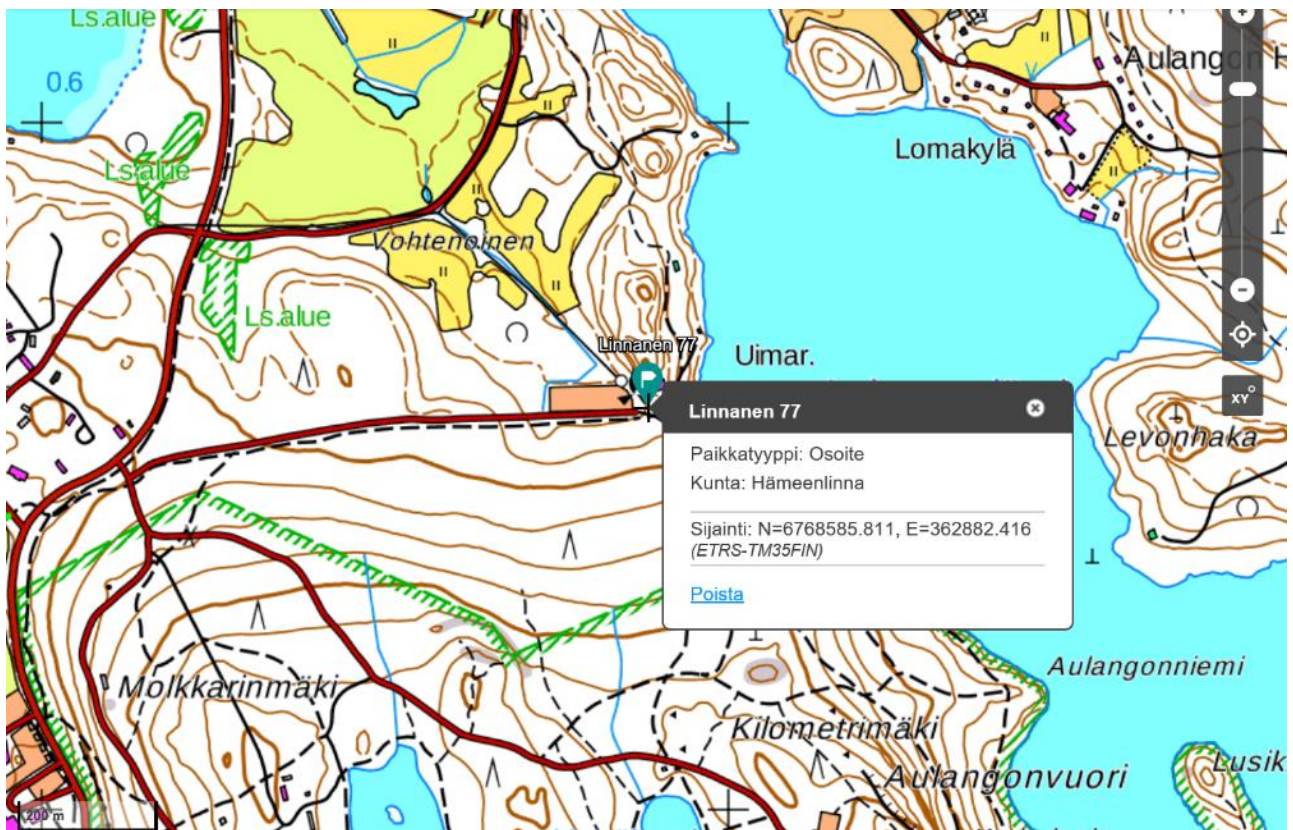 Ls.alue
0.6
Ls.alue
Ls.alue
Vohtenoinen
Lomakylä
Aulangon H
Linnanen 77
Uimar.
XY°
Linnanen 77
Paikkatyyppi: Osoite
Kunta: Hämeenlinna
Sijainti: N=6768585.811, E=362882.416
(ETRS-TM35FIN)
Poista
Levonhaka
Aulangonniemi
Molkkarinmäki
Kilometrimäki
Aulangonvuori
Lusik
200 m